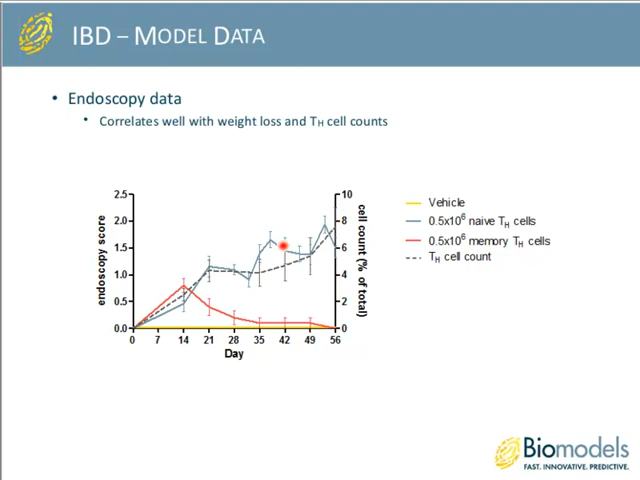 IBD – MODEL DATA
• Endoscopy data
• Correlates well with weight loss and TH cell counts
2.5
2.0
1.5
1.0
0.5
0.0
endoscopy score
10
8
6
4
2
0
cell count (% of total)
0 7 14 21 28 35 42 49 56
Day
Vehicle
0.5x10⁶ naive TH cells
0.5x10⁶ memory TH cells
TH cell count
Biomodels
FAST. INNOVATIVE. PREDICTIVE.